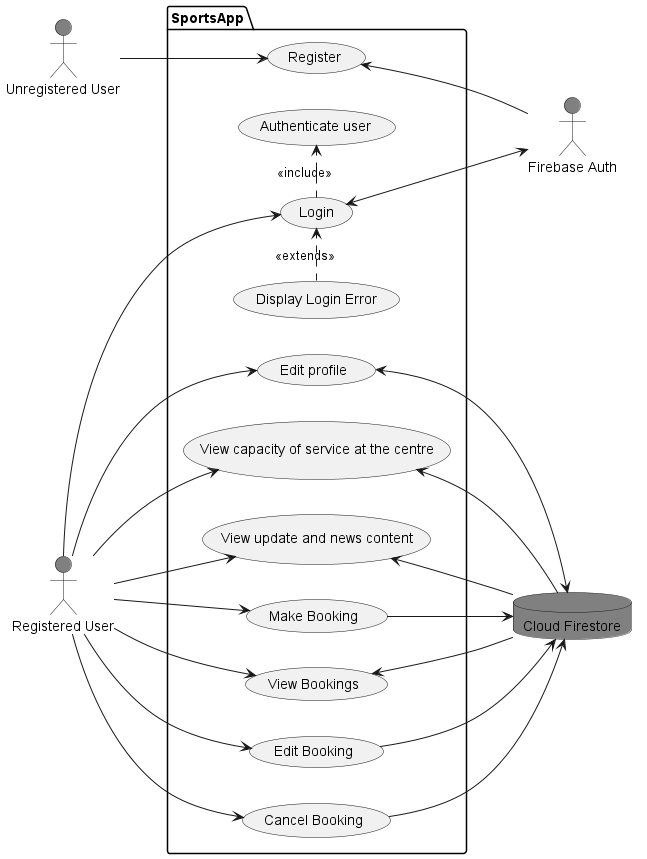 SportsApp
Unregistered User
Register
Authenticate user
Firebase Auth
«include»
Login
«extends»
Display Login Error
Edit profile
View capacity of service at the centre
View update and news content
Registered User
Make Booking
Cloud Firestore
View Bookings
Edit Booking
Cancel Booking